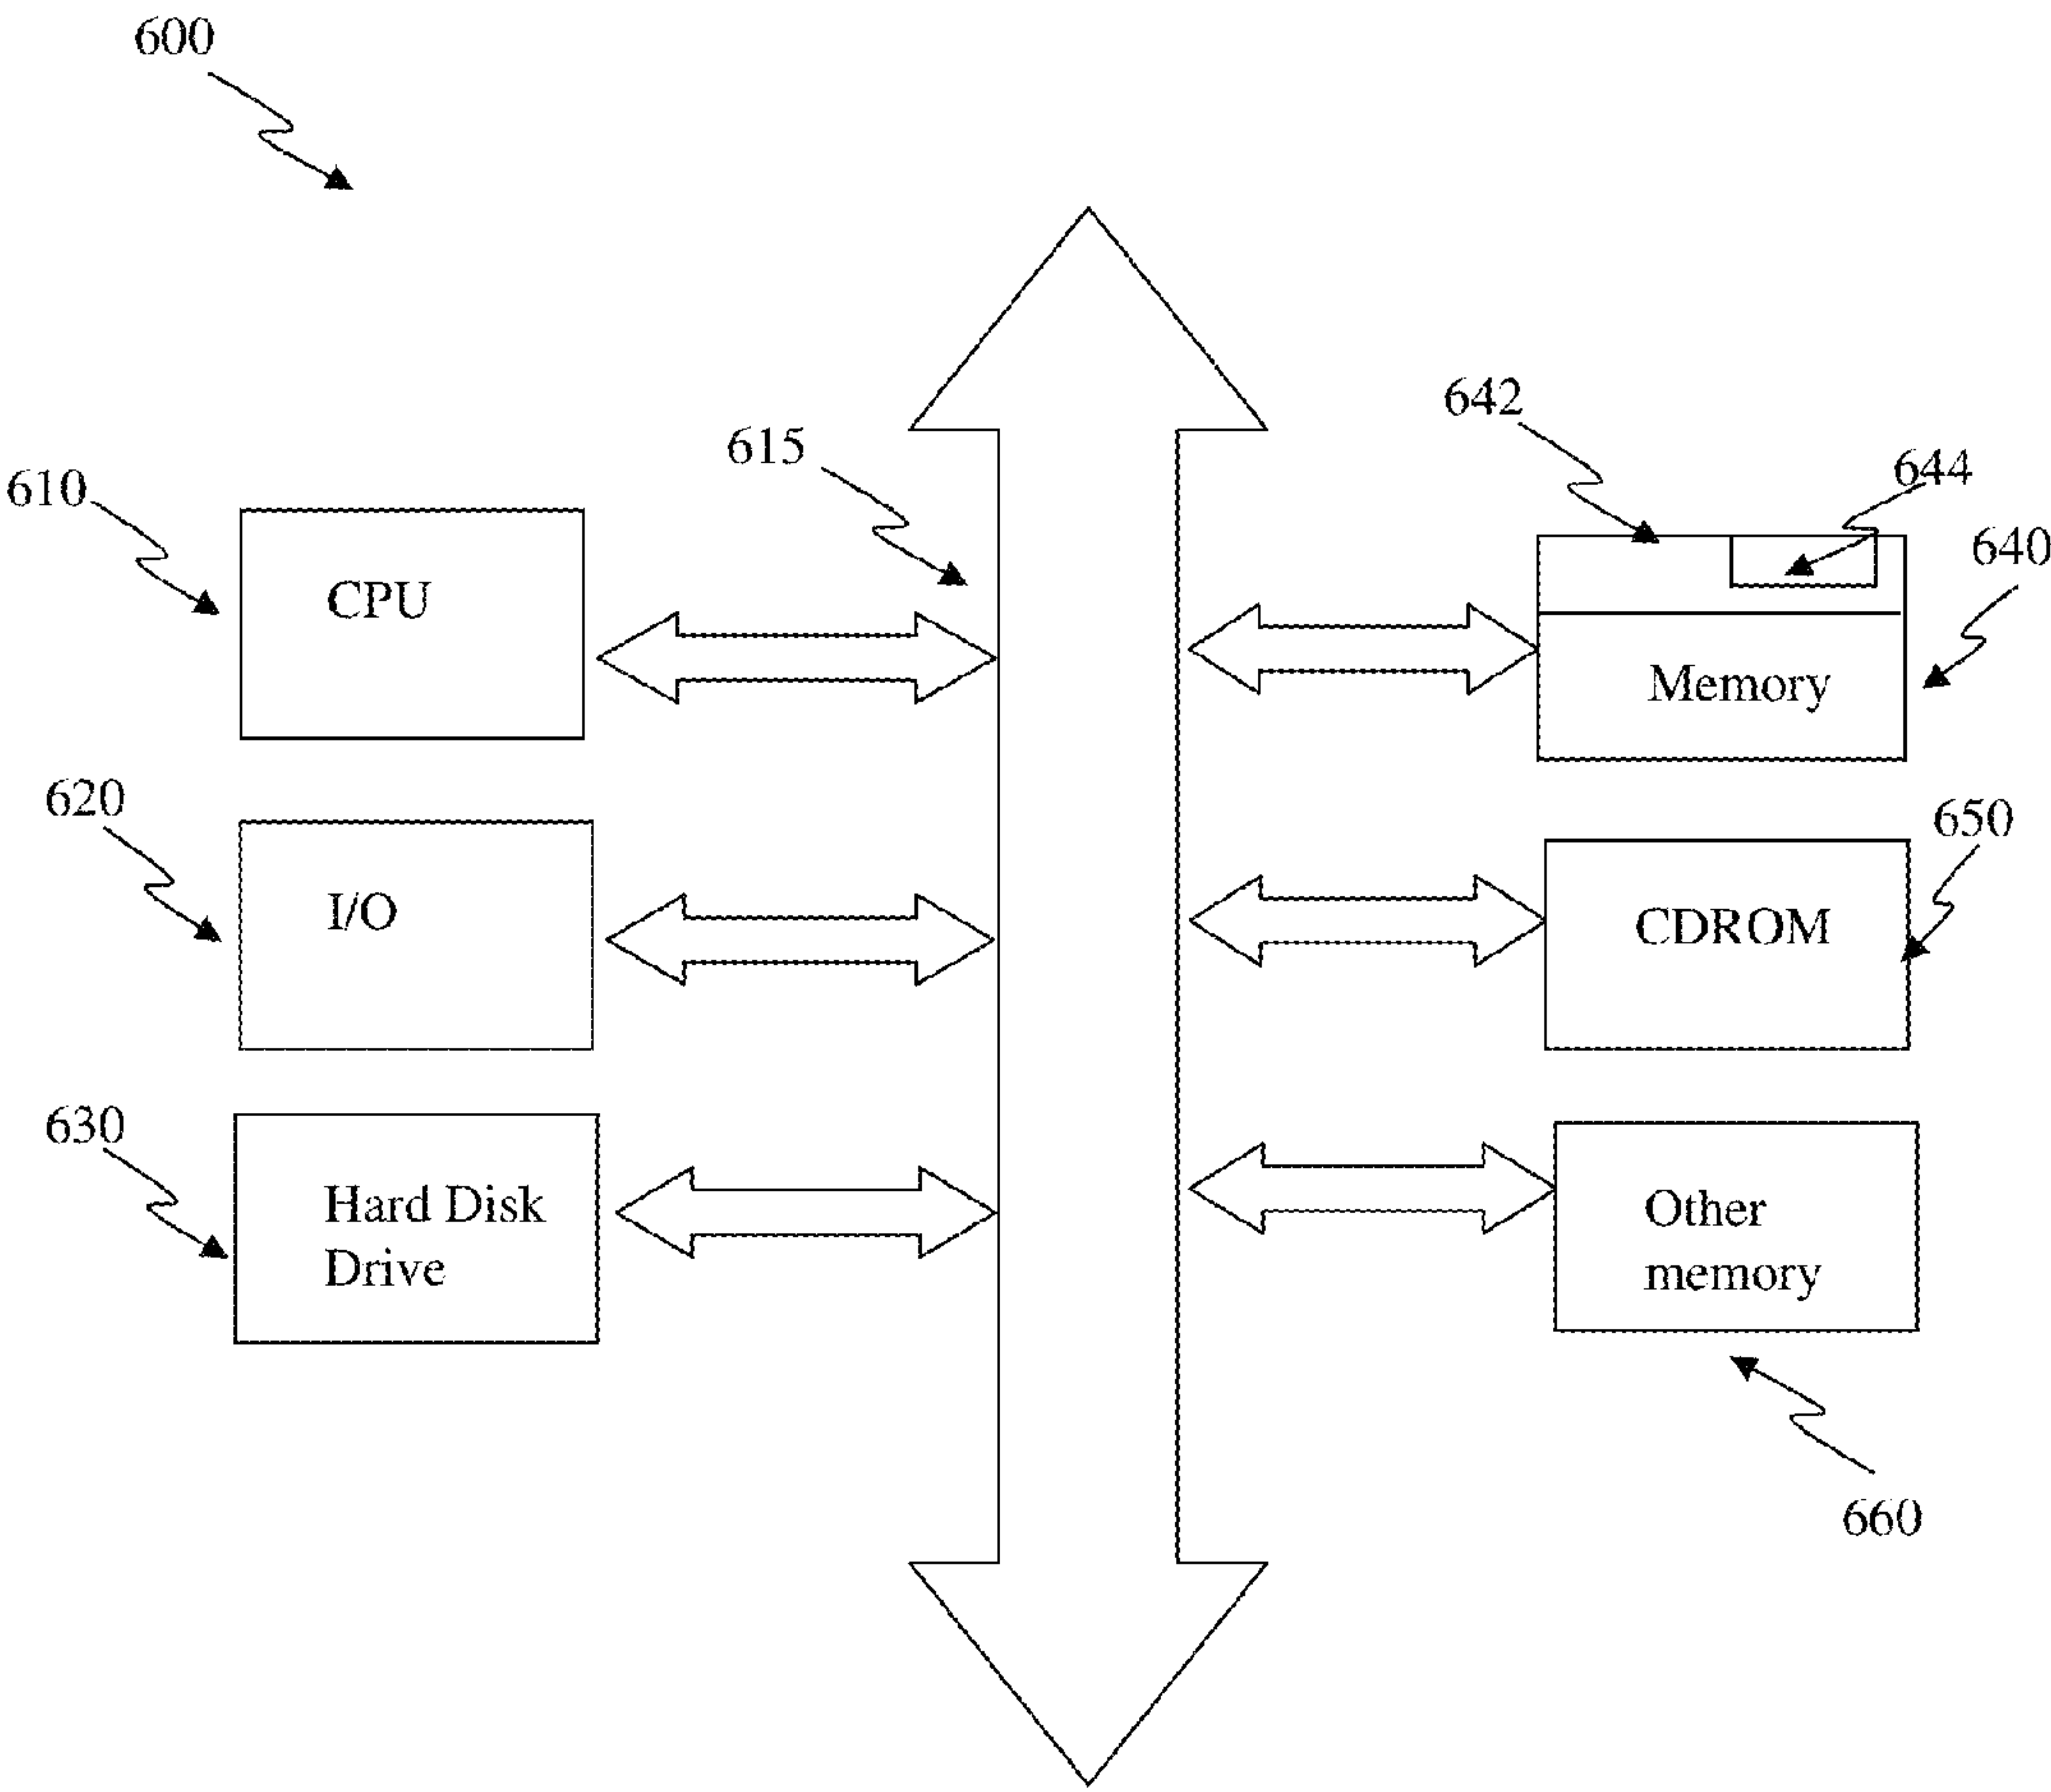 600
642
615
644
610
640
CPU
Memory
620
650
I/O
CDROM
630
Hard Disk
Drive
Other
memory
660